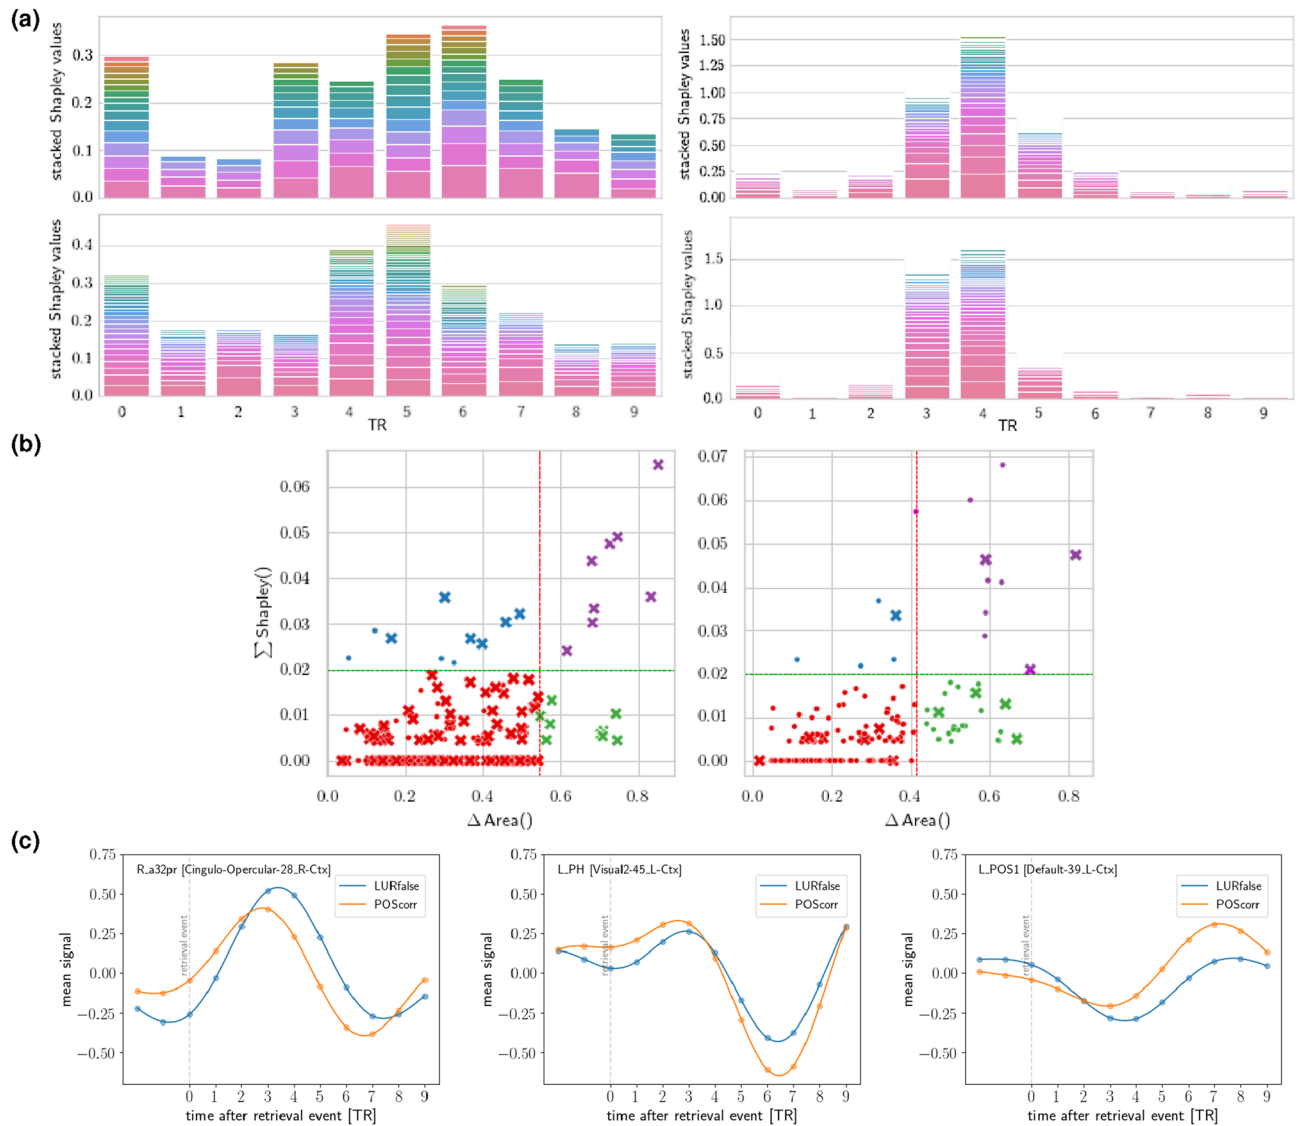 (a)
stacked Shapley values
0.3
0.2
0.1
0.0
stacked Shapley values
1.50
1.25
1.00
0.75
0.50
0.25
0.00
stacked Shapley values
0.4
0.3
0.2
0.1
0.0
0 1 2 3 4 5 6 7 8 9
TR
stacked Shapley values
1.5
1.0
0.5
0.0
0 1 2 3 4 5 6 7 8 9
TR
(b)
∑ Shapley()
0.06
0.05
0.04
0.03
0.02
0.01
0.00
0.0 0.2 0.4 0.6 0.8
Δ Area()
0.07
0.06
0.05
0.04
0.03
0.02
0.01
0.00
0.0 0.2 0.4 0.6 0.8
Δ Area()
(c)
mean signal
0.75
0.50
0.25
0.00
−0.25
−0.50
R_a32pr [Cingulo-Opercular-28_R-Ctx]
LURfalse
POScorr
retrieval event
0 1 2 3 4 5 6 7 8 9
time after retrieval event [TR]
mean signal
0.75
0.50
0.25
0.00
−0.25
−0.50
L_PH [Visual2-45_L-Ctx]
LURfalse
POScorr
retrieval event
0 1 2 3 4 5 6 7 8 9
time after retrieval event [TR]
mean signal
0.75
0.50
0.25
0.00
−0.25
−0.50
L_POS1 [Default-39_L-Ctx]
LURfalse
POScorr
retrieval event
0 1 2 3 4 5 6 7 8 9
time after retrieval event [TR]